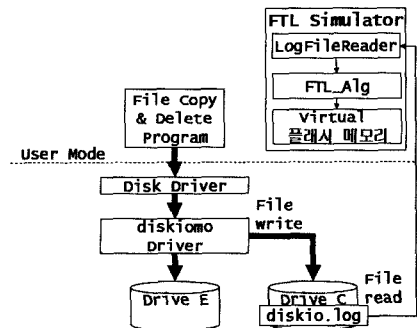 FTL Simulator
LogFileReader
FTL_Alg
Virtual
플래시 메모리
File Copy
& Delete
Program
User Mode
Disk Driver
diskiomo
Driver
File
write
Drive E
Drive C
diskio.log
File
read